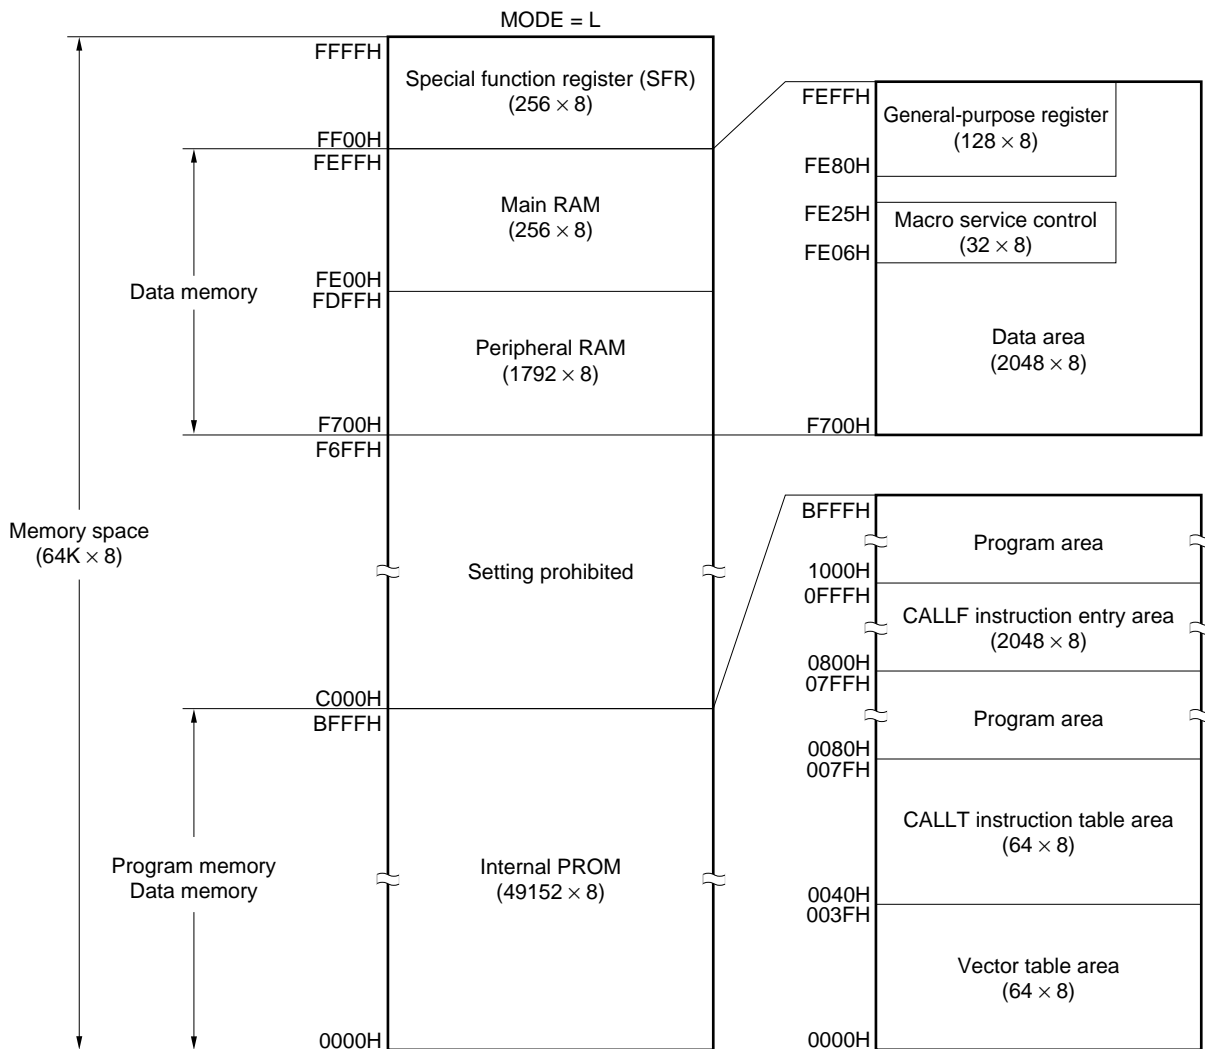 MODE = L
FFFFH
Special function register (SFR)
(256 × 8)
FF00H
FEFFH
Main RAM
(256 × 8)
FE00H
FDFFH
Data memory
Peripheral RAM
(1792 × 8)
F700H
F6FFH
Memory space
(64K × 8)
Setting prohibited
C000H
BFFFH
Program memory
Data memory
Internal PROM
(49152 × 8)
0000H
FEFFH
General-purpose register
(128 × 8)
FE80H
FE25H
Macro service control
(32 × 8)
FE06H
Data area
(2048 × 8)
F700H
BFFFH
Program area
1000H
0FFFH
CALLF instruction entry area
(2048 × 8)
0800H
07FFH
Program area
0080H
007FH
CALLT instruction table area
(64 × 8)
0040H
003FH
Vector table area
(64 × 8)
0000H